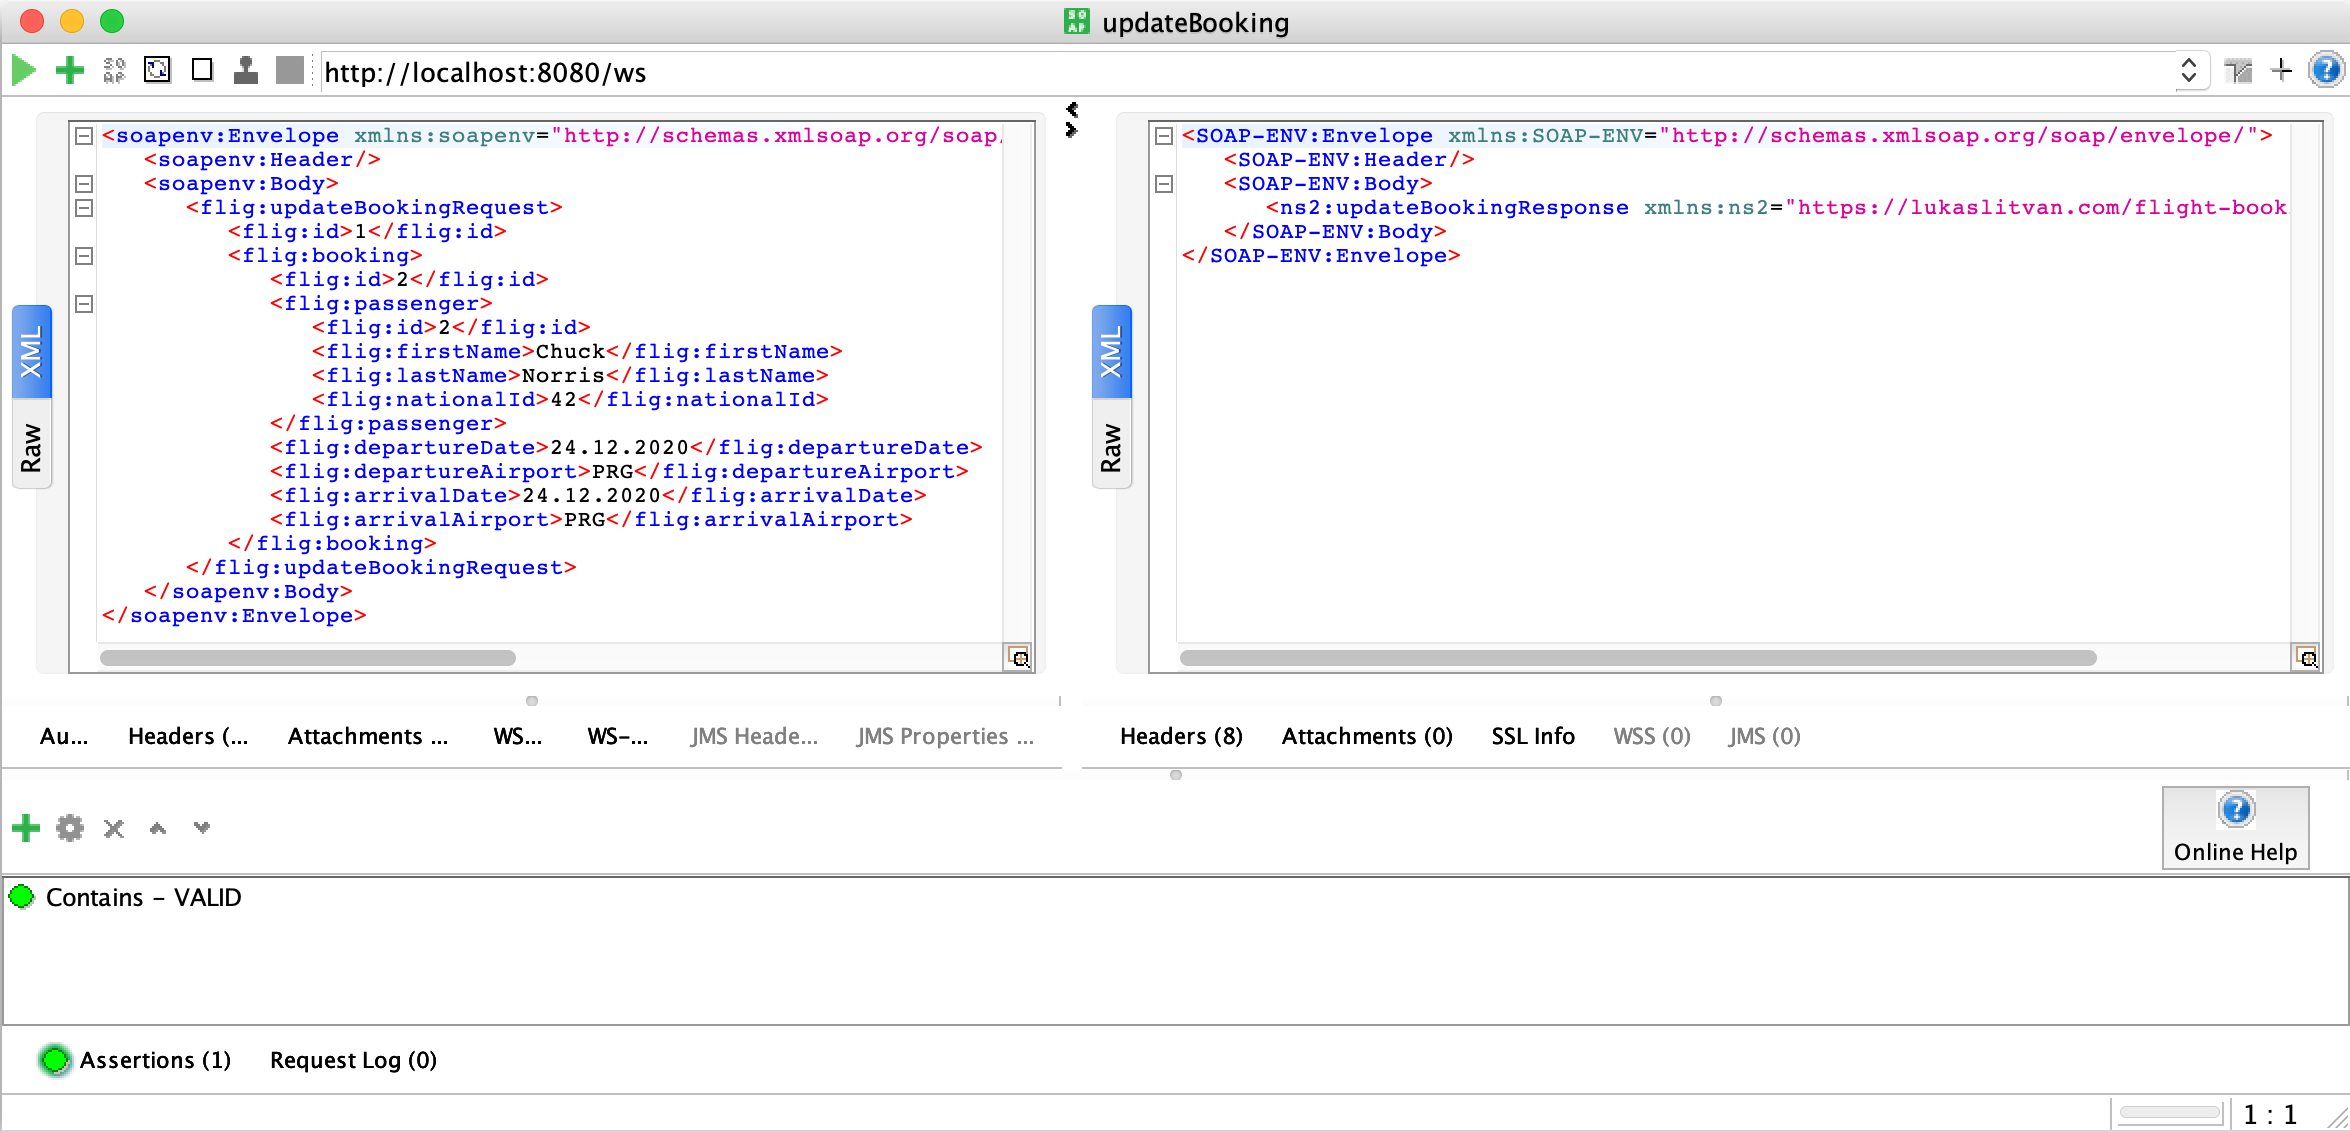 updateBooking
http://localhost:8080/ws
<soapenv:Envelope xmlns:soapenv="http://schemas.xmlsoap.org/soap/
<soapenv:Header/>
<soapenv:Body>
<flig:updateBookingRequest>
<flig:id>1</flig:id>
<flig:booking>
<flig:id>2</flig:id>
<flig:passenger>
<flig:id>2</flig:id>
<flig:firstName>Chuck</flig:firstName>
<flig:lastName>Norris</flig:lastName>
<flig:nationalId>42</flig:nationalId>
</flig:passenger>
<flig:departureDate>24.12.2020</flig:departureDate>
<flig:departureAirport>PRG</flig:departureAirport>
<flig:arrivalDate>24.12.2020</flig:arrivalDate>
<flig:arrivalAirport>PRG</flig:arrivalAirport>
</flig:booking>
</flig:updateBookingRequest>
</soapenv:Body>
</soapenv:Envelope>
XML
Raw
<SOAP-ENV:Envelope xmlns:SOAP-ENV="http://schemas.xmlsoap.org/soap/envelope/">
<SOAP-ENV:Header/>
<SOAP-ENV:Body>
<ns2:updateBookingResponse xmlns:ns2="https://lukaslitvan.com/flight-book
</SOAP-ENV:Body>
</SOAP-ENV:Envelope>
XML
Raw
Au... Headers (... Attachments ... WS... WS-... JMS Heade... JMS Properties ...
Headers (8) Attachments (0) SSL Info WSS (0) JMS (0)
Online Help
Contains - VALID
Assertions (1) Request Log (0)
1 : 1